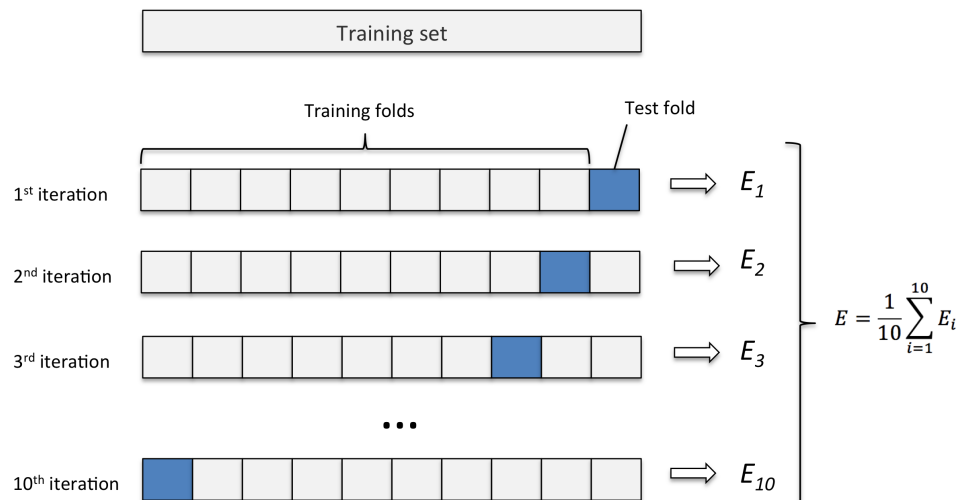 Training set
Training folds
Test fold
1st iteration
E1
2nd iteration
E2
3rd iteration
E3
E = 1/10 ∑ i=1 10 Ei
...
10th iteration
E10